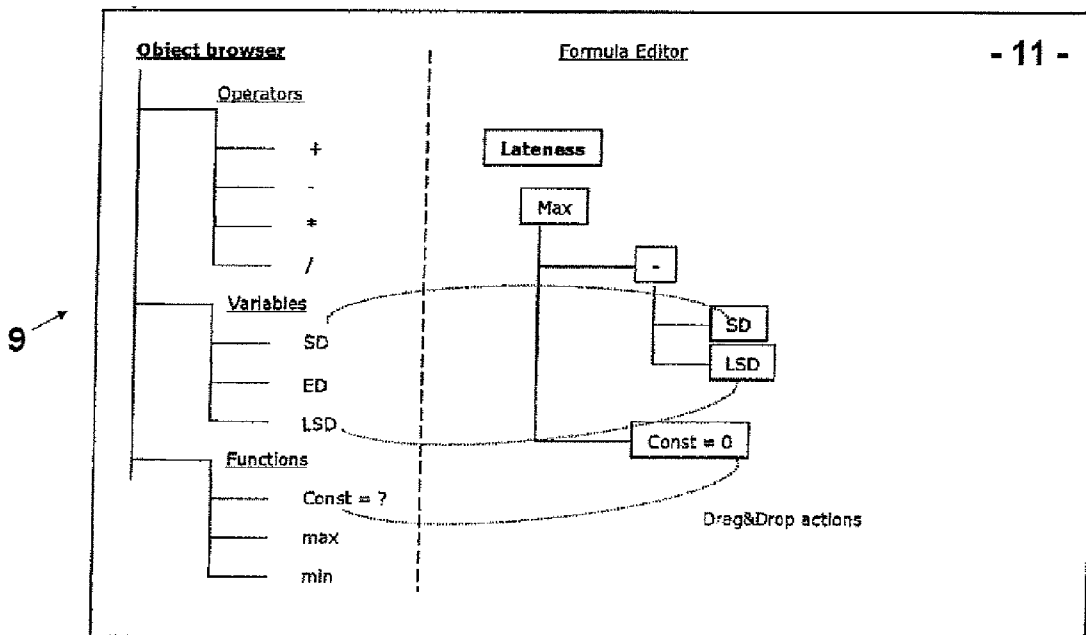 Object browser
Formula Editor
- 11 -
Operators
+
-
*
/
Lateness
Max
-
9
Variables
SD
ED
LSD
SD
LSD
Const = 0
Functions
Const = ?
max
min
Drag&Drop actions